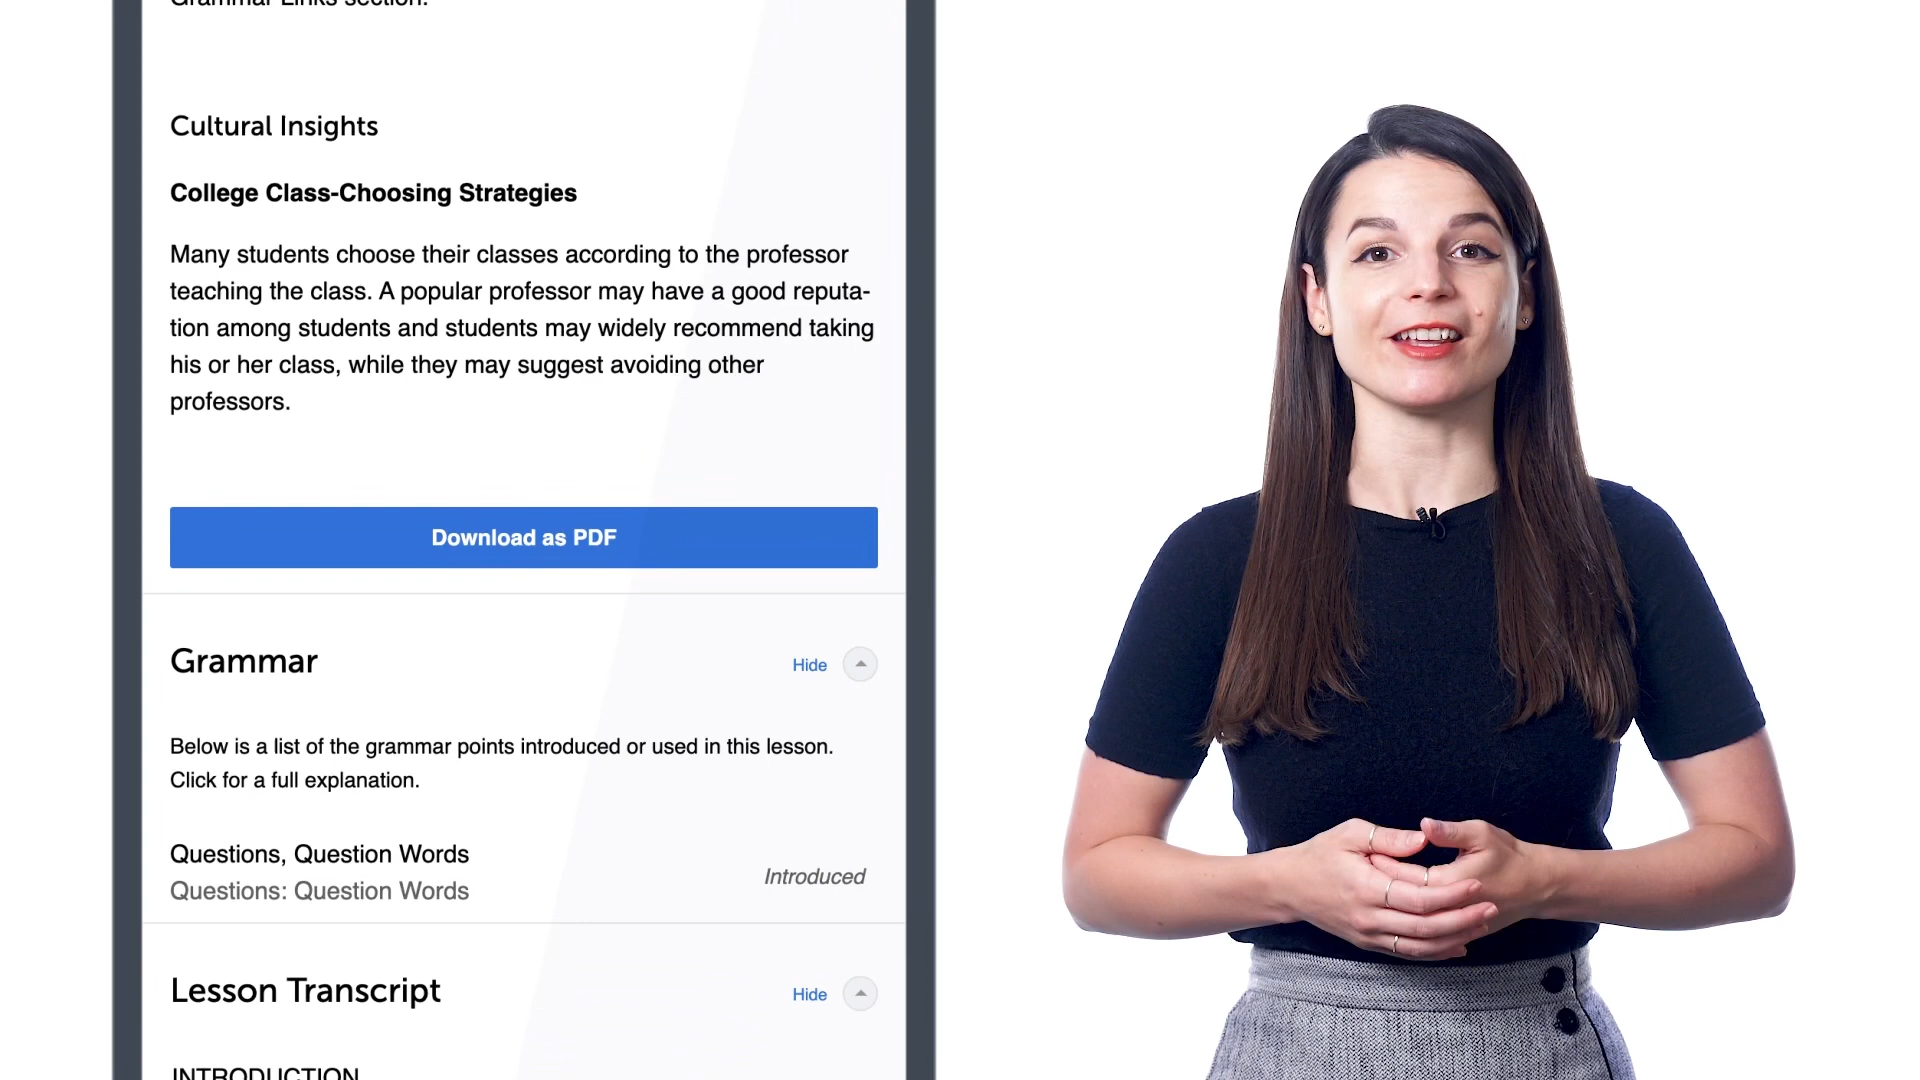 Grammar Links section.
Cultural Insights
College Class-Choosing Strategies
Many students choose their classes according to the professor
teaching the class. A popular professor may have a good reputa-
tion among students and students may widely recommend taking
his or her class, while they may suggest avoiding other
professors.
Download as PDF
Grammar
Hide
Below is a list of the grammar points introduced or used in this lesson.
Click for a full explanation.
Questions, Question Words
Questions: Question Words
Introduced
Lesson Transcript
Hide
INTRODUCTION